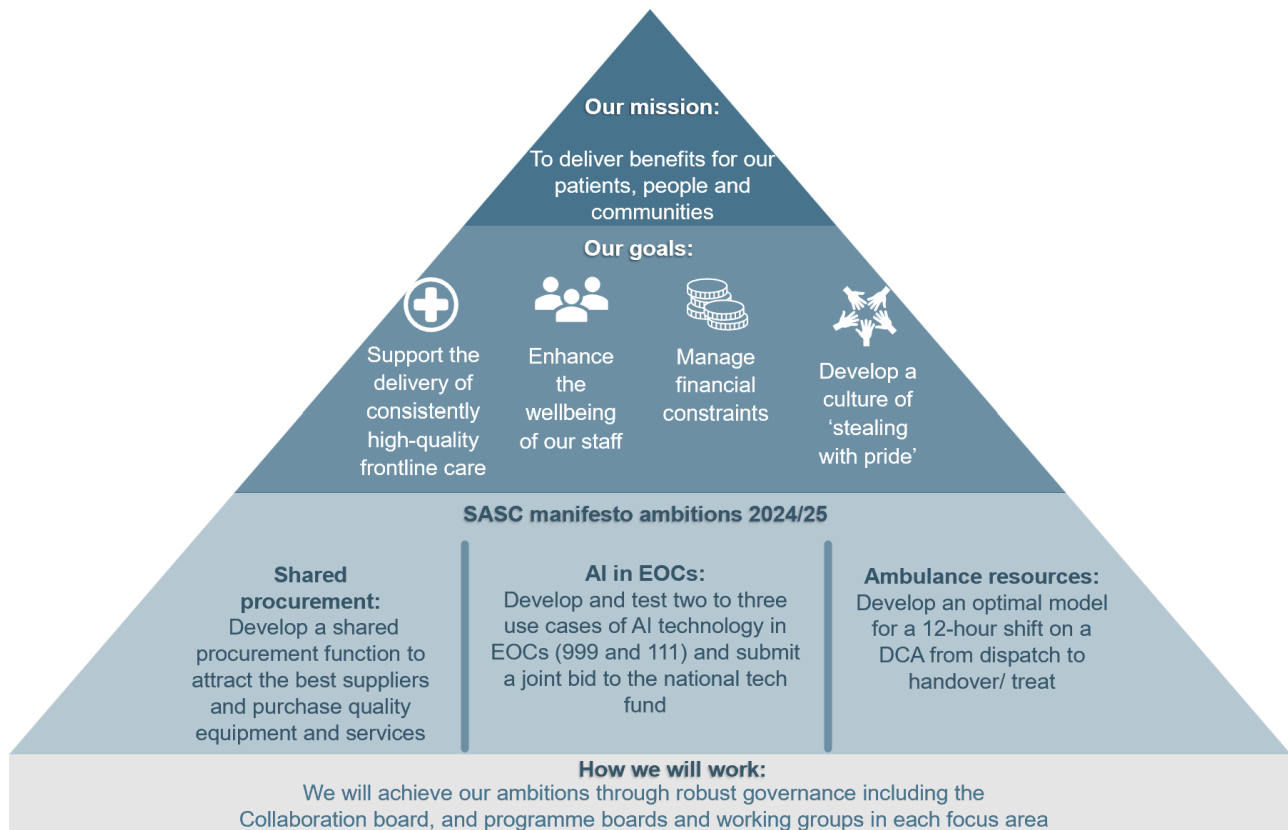 Our mission:
To deliver benefits for our
patients, people and
communities
Our goals:
Support the
delivery of
consistently
high-quality
frontline care
Enhance
the
wellbeing
of our staff
Manage
financial
constraints
Develop a
culture of
‘stealing
with pride’
SASC manifesto ambitions 2024/25
Shared
procurement:
Develop a shared
procurement function to
attract the best suppliers
and purchase quality
equipment and services
AI in EOCs:
Develop and test two to three
use cases of AI technology in
EOCs (999 and 111) and submit
a joint bid to the national tech
fund
Ambulance resources:
Develop an optimal model
for a 12-hour shift on a
DCA from dispatch to
handover/ treat
How we will work:
We will achieve our ambitions through robust governance including the
Collaboration board, and programme boards and working groups in each focus area